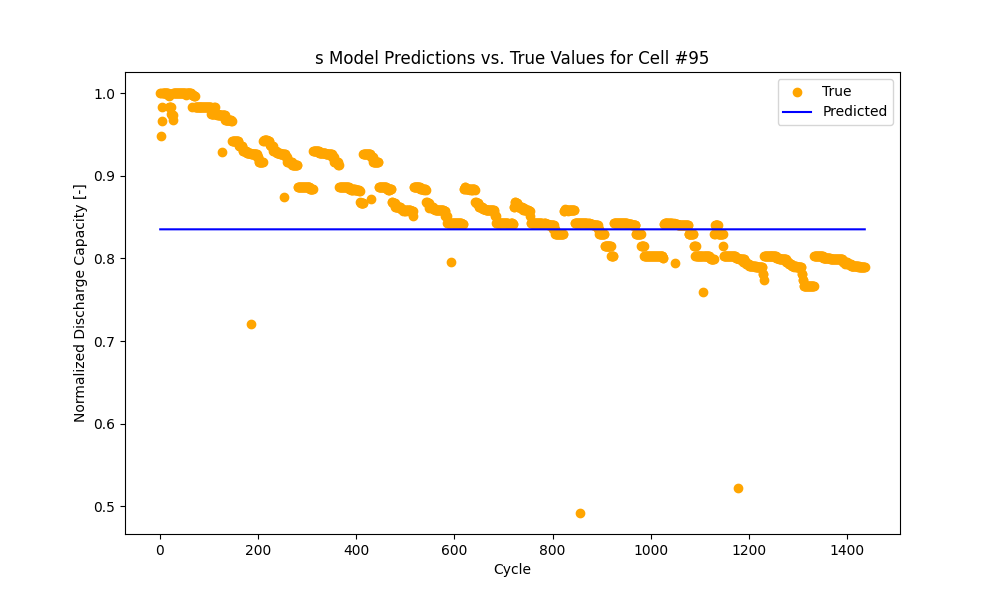 s Model Predictions vs. True Values for Cell #95
True
Predicted
1.0
0.9
0.8
0.7
0.6
0.5
Normalized Discharge Capacity [-]
0 200 400 600 800 1000 1200 1400
Cycle